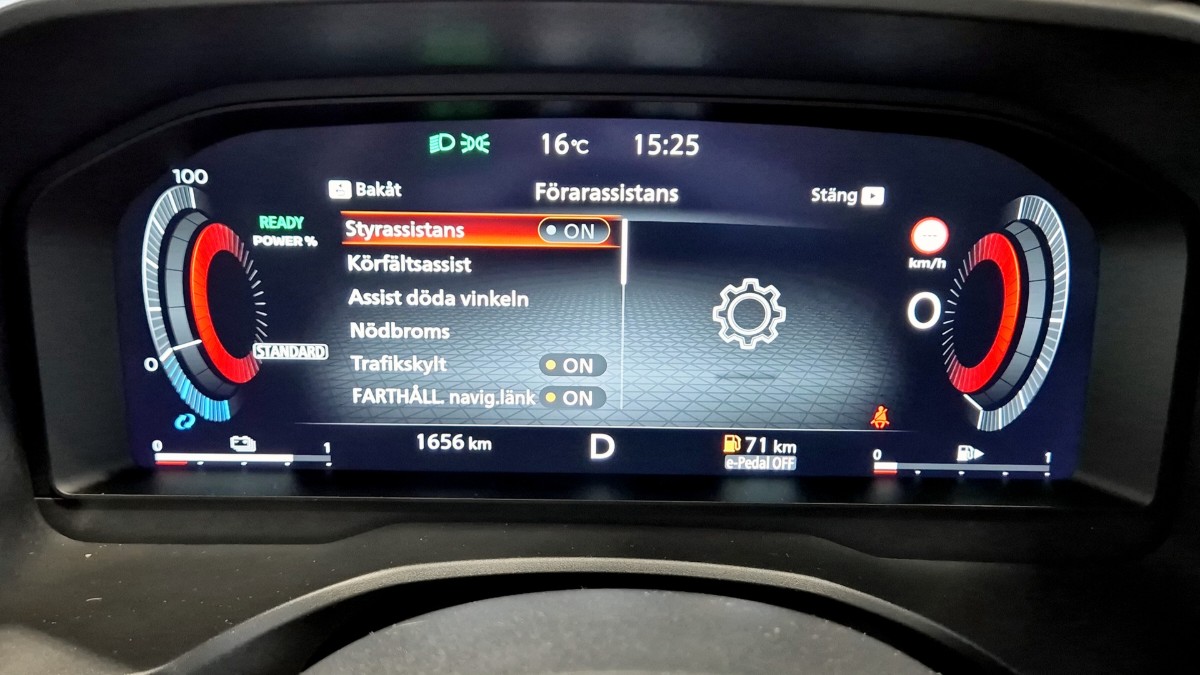 16°C 15:25
Bakåt Förarassistans Stäng
100
READY
POWER %
Styrassistans ON
Körfältsassist
Assist döda vinkeln
Nödbroms
Trafikskylt ON
FARTHÅLL. navig.länk ON
STANDARD
0
km/h
0
1656 km D 71 km
e-Pedal OFF
0 1
0 1